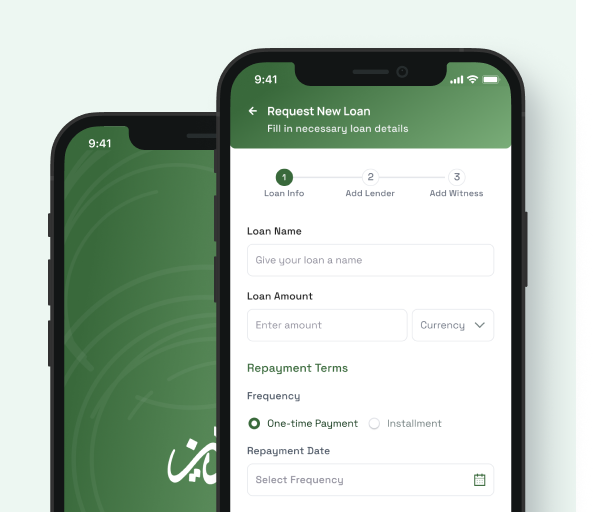 9:41
9:41
Request New Loan
Fill in necessary loan details
1 2 3
Loan Info Add Lender Add Witness
Loan Name
Give your loan a name
Loan Amount
Enter amount Currency
Repayment Terms
Frequency
One-time Payment Installment
Repayment Date
Select Frequency